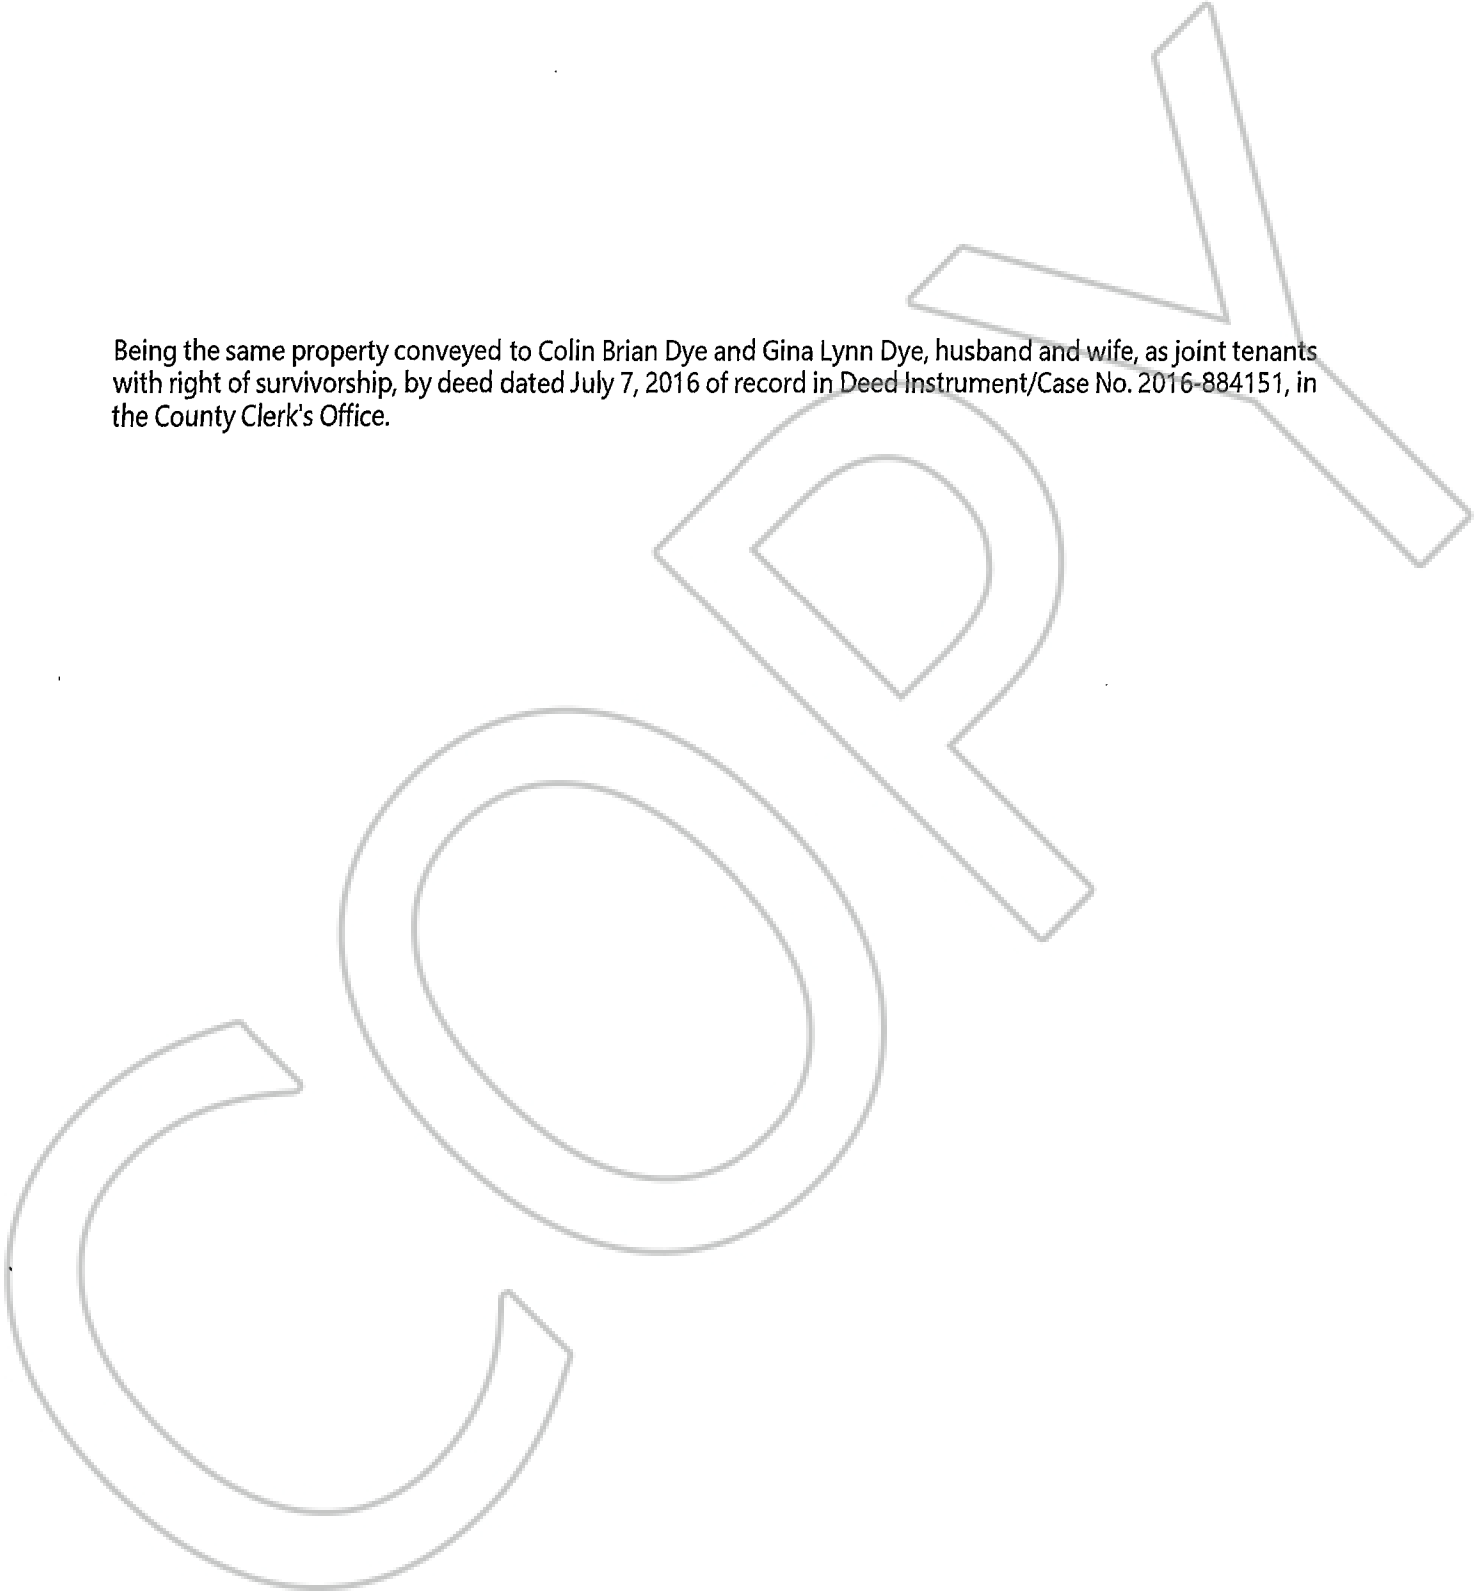 Being the same property conveyed to Colin Brian Dye and Gina Lynn Dye, husband and wife, as joint tenants
with right of survivorship, by deed dated July 7, 2016 of record in Deed Instrument/Case No. 2016-884151, in
the County Clerk's Office.
COPY